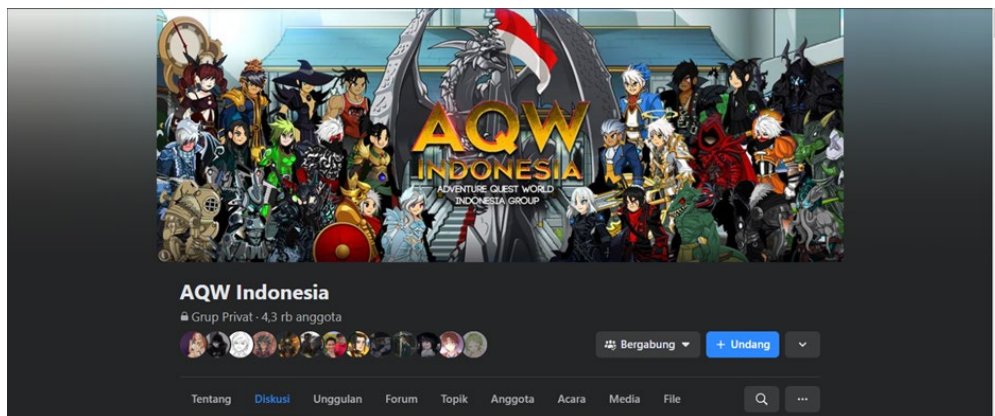 AQW
INDONESIA
ADVENTURE QUEST WORLD
INDONESIA GROUP
AQW Indonesia
Grup Privat · 4,3 rb anggota
Bergabung
+ Undang
Tentang Diskusi Unggulan Forum Topik Anggota Acara Media File